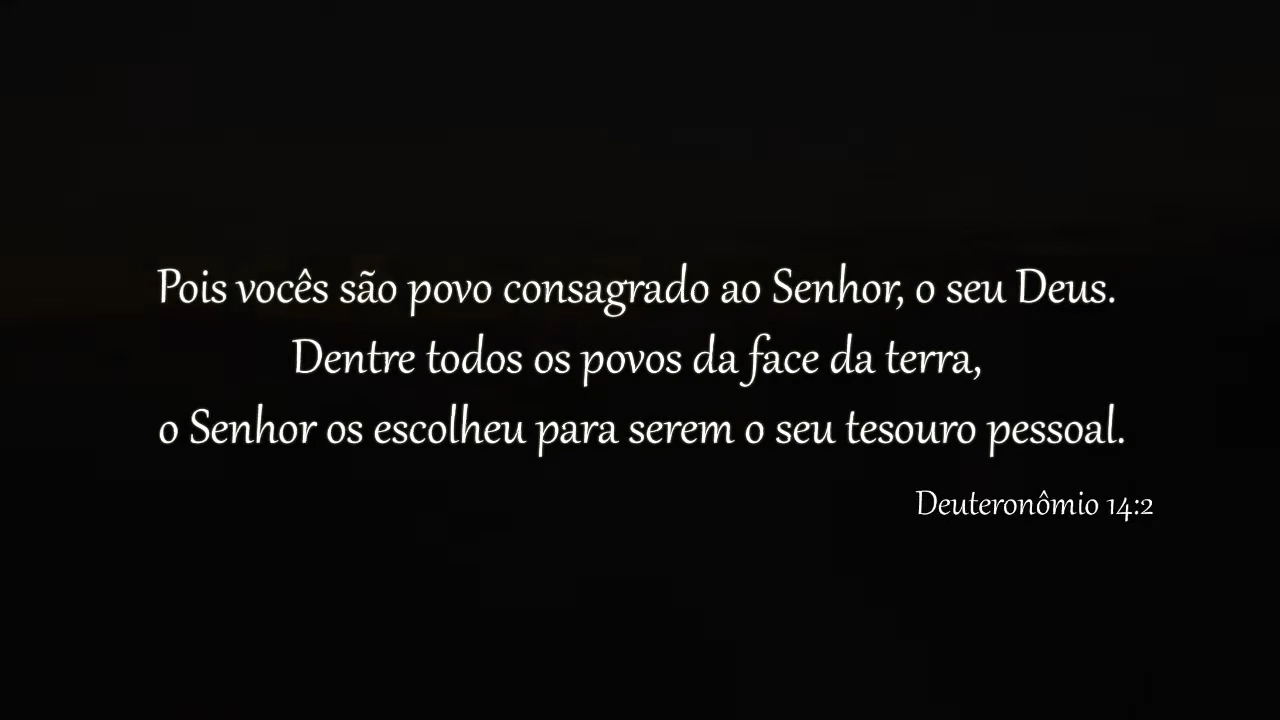 Pois vocês são povo consagrado ao Senhor, o seu Deus.
Dentre todos os povos da face da terra,
o Senhor os escolheu para serem o seu tesouro pessoal.
Deuteronômio 14:2